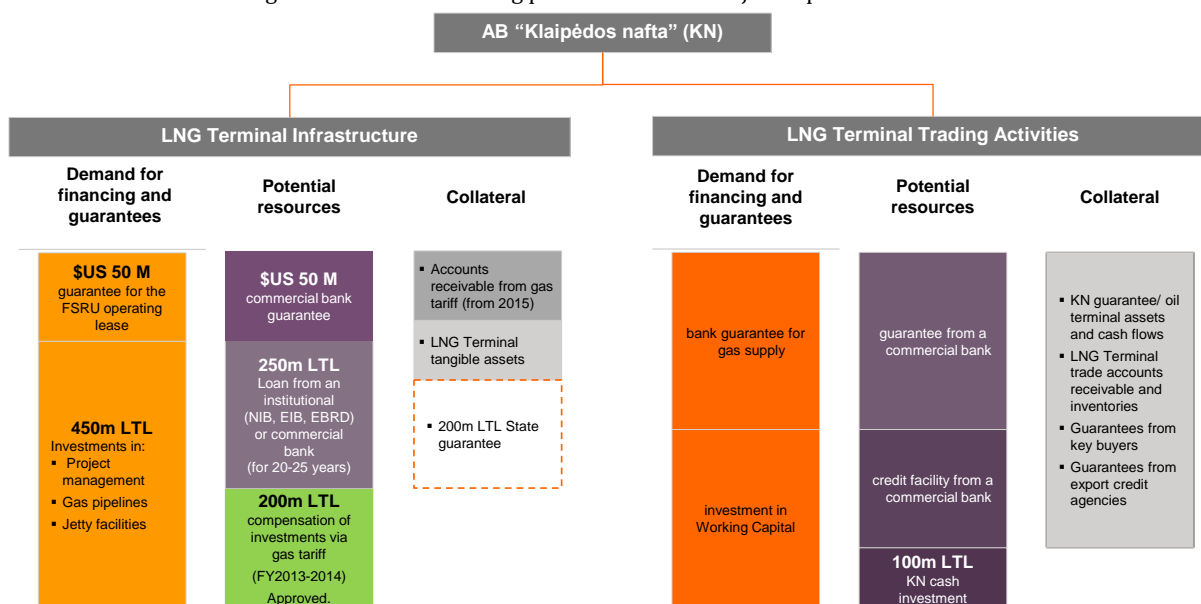 AB “Klaipėdos nafta” (KN)
LNG Terminal Infrastructure
Demand for
financing and
guarantees
Potential
resources
Collateral
$US 50 M
guarantee for the
FSRU operating
lease
450m LTL
Investments in:
▪ Project
management
▪ Gas pipelines
▪ Jetty facilities
$US 50 M
commercial bank
guarantee
250m LTL
Loan from an
institutional
(NIB, EIB, EBRD)
or commercial
bank
(for 20-25 years)
200m LTL
compensation of
investments via
gas tariff
(FY2013-2014)
Approved.
▪ Accounts
receivable from gas
tariff (from 2015)
▪ LNG Terminal
tangible assets
▪ 200m LTL State
guarantee
LNG Terminal Trading Activities
Demand for
financing and
guarantees
Potential
resources
Collateral
bank guarantee for
gas supply
investment in
Working Capital
guarantee from a
commercial bank
credit facility from a
commercial bank
100m LTL
KN cash
investment
▪ KN guarantee/ oil
terminal assets
and cash flows
▪ LNG Terminal
trade accounts
receivable and
inventories
▪ Guarantees from
key buyers
▪ Guarantees from
export credit
agencies